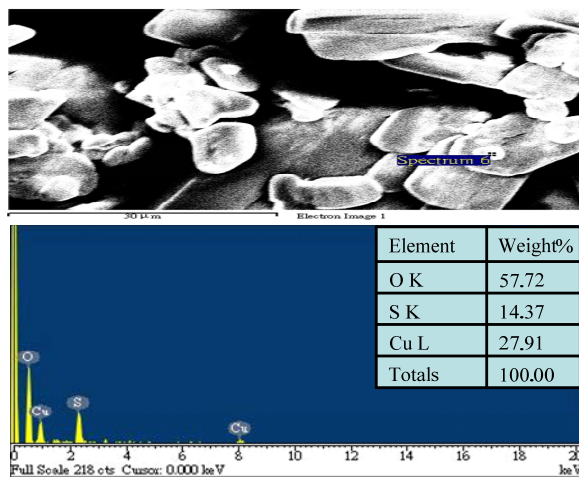 Spectrum 6
30μm Electron Image 1
Element Weight%
O K 57.72
S K 14.37
Cu L 27.91
Totals 100.00
O
Cu
S
Cu
0 2 4 6 8 10 12 14 16 18 20
Full Scale 218 cts Cursor: 0.000 keV keV